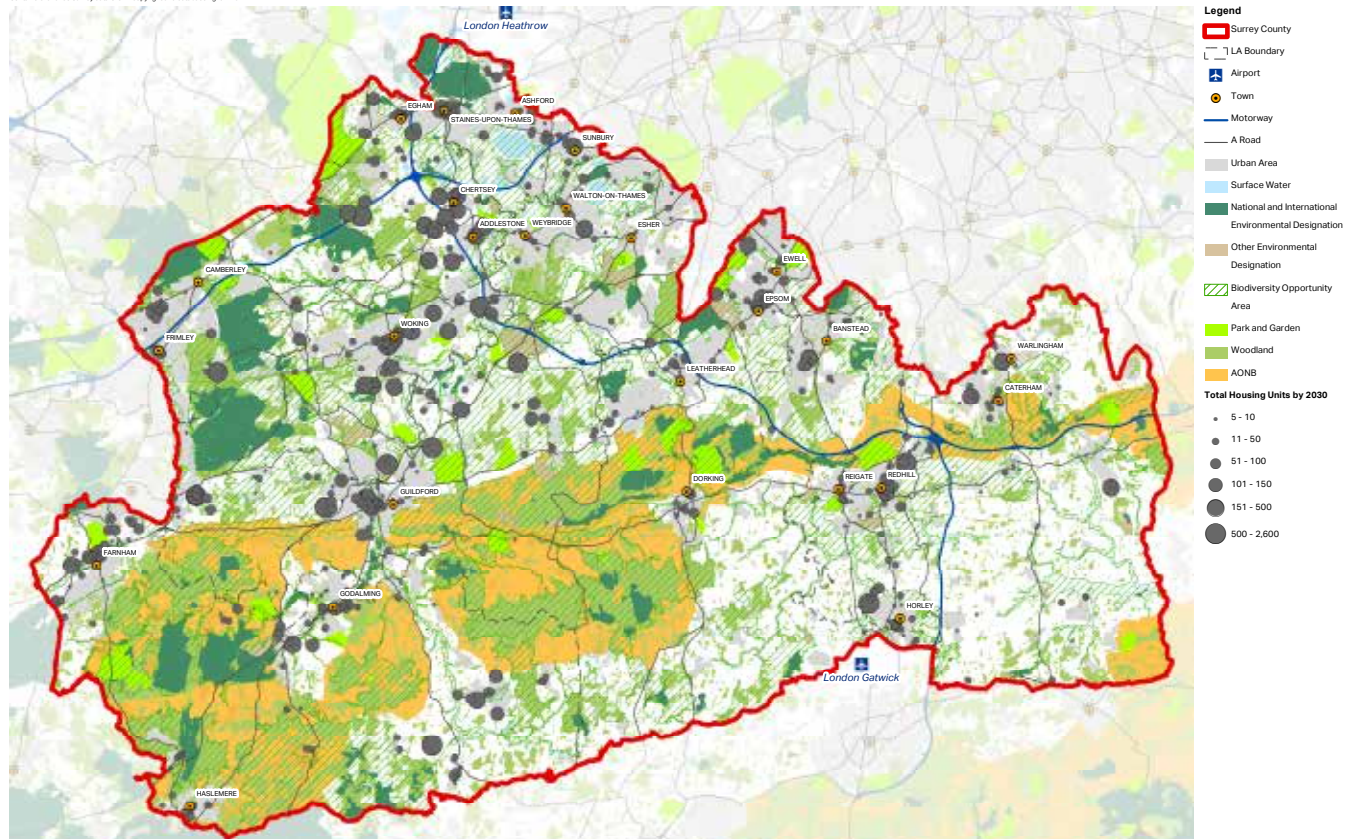 London Heathrow
EGHAM
ASHFORD
STAINES-UPON-THAMES
SUNBURY
CHERTSEY
WALTON-ON-THAMES
ADDLESTONE
WEYBRIDGE
ESHER
EWELL
CAMBERLEY
EPSOM
BANSTEAD
WOKING
FRIMLEY
WARLINGHAM
LEATHERHEAD
CATERHAM
DORKING
REIGATE
REDHILL
GUILDFORD
FARNHAM
GODALMING
HORLEY
London Gatwick
HASLEMERE
Legend
Surrey County
LA Boundary
Airport
Town
Motorway
A Road
Urban Area
Surface Water
National and International
Environmental Designation
Other Environmental
Designation
Biodiversity Opportunity
Area
Park and Garden
Woodland
AONB
Total Housing Units by 2030
5 - 10
11 - 50
51 - 100
101 - 150
151 - 500
500 - 2,600